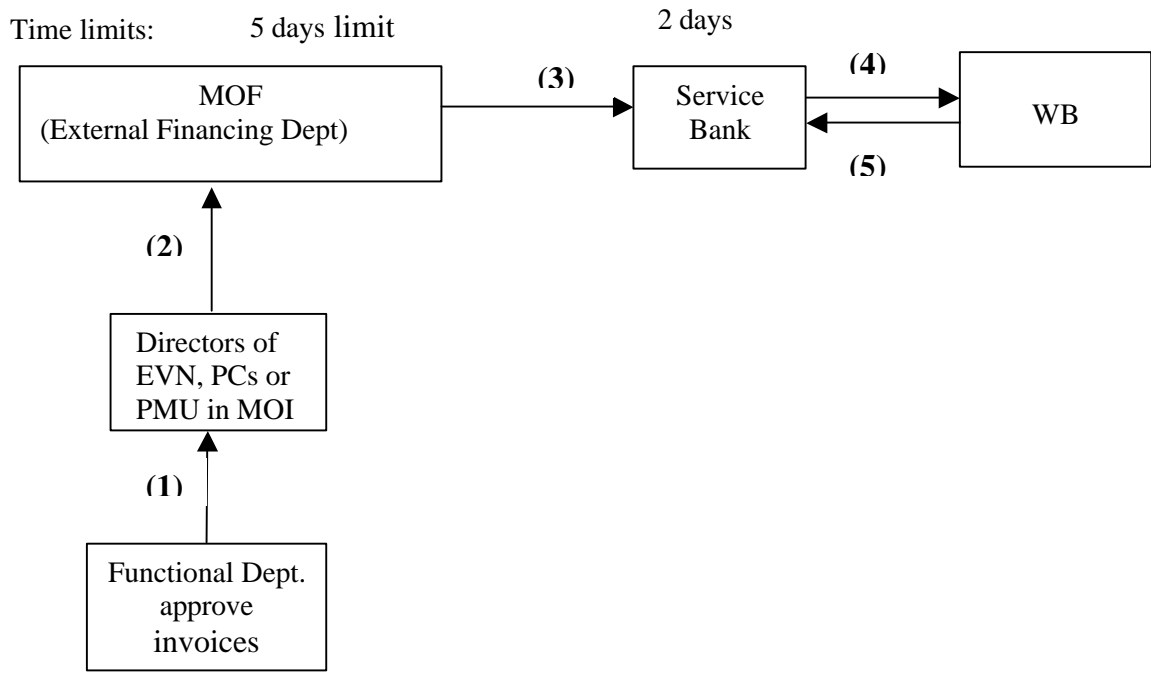 Time limits: 5 days limit 2 days
(3) (4)
MOF
(External Financing Dept)
Service
Bank
WB
(5)
(2)
Directors of
EVN, PCs or
PMU in MOI
(1)
Functional Dept.
approve
invoices